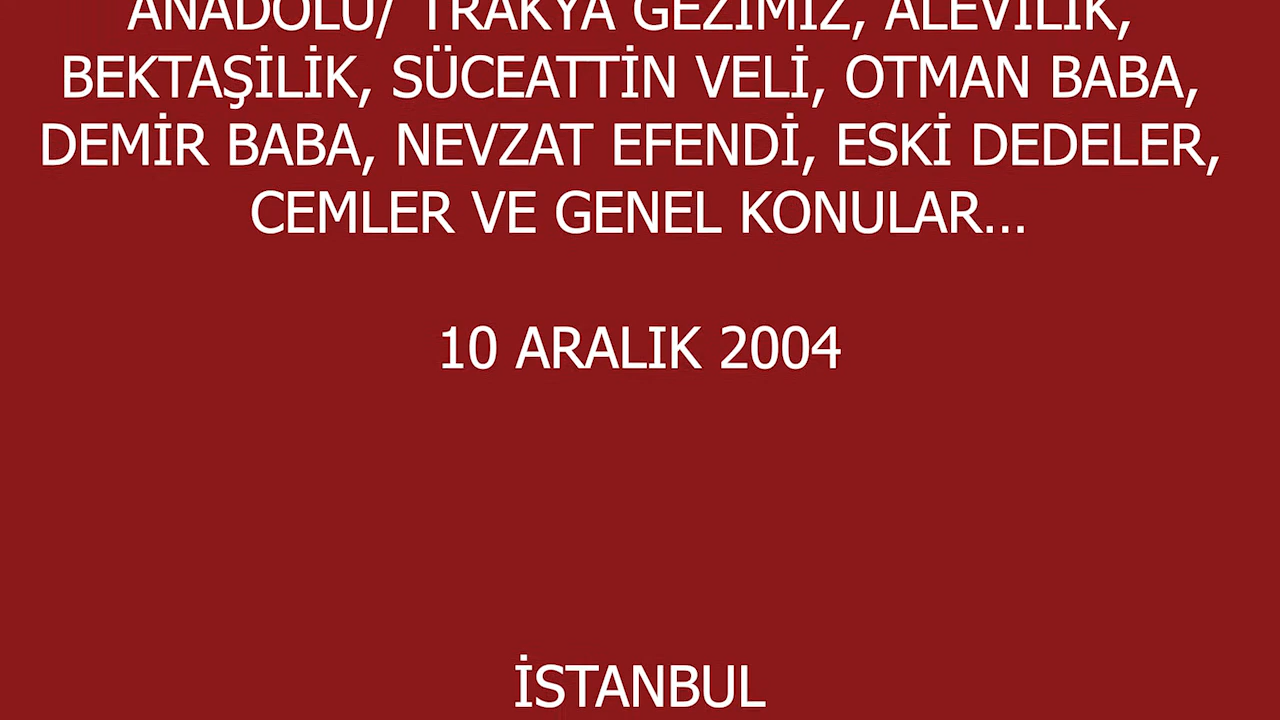 ANADOLU/ TRAKYA GEZİMİZ, ALEVİLİK,
BEKTAŞİLİK, SÜCEATTİN VELİ, OTMAN BABA,
DEMİR BABA, NEVZAT EFENDİ, ESKİ DEDELER,
CEMLER VE GENEL KONULAR...
10 ARALIK 2004
İSTANBUL